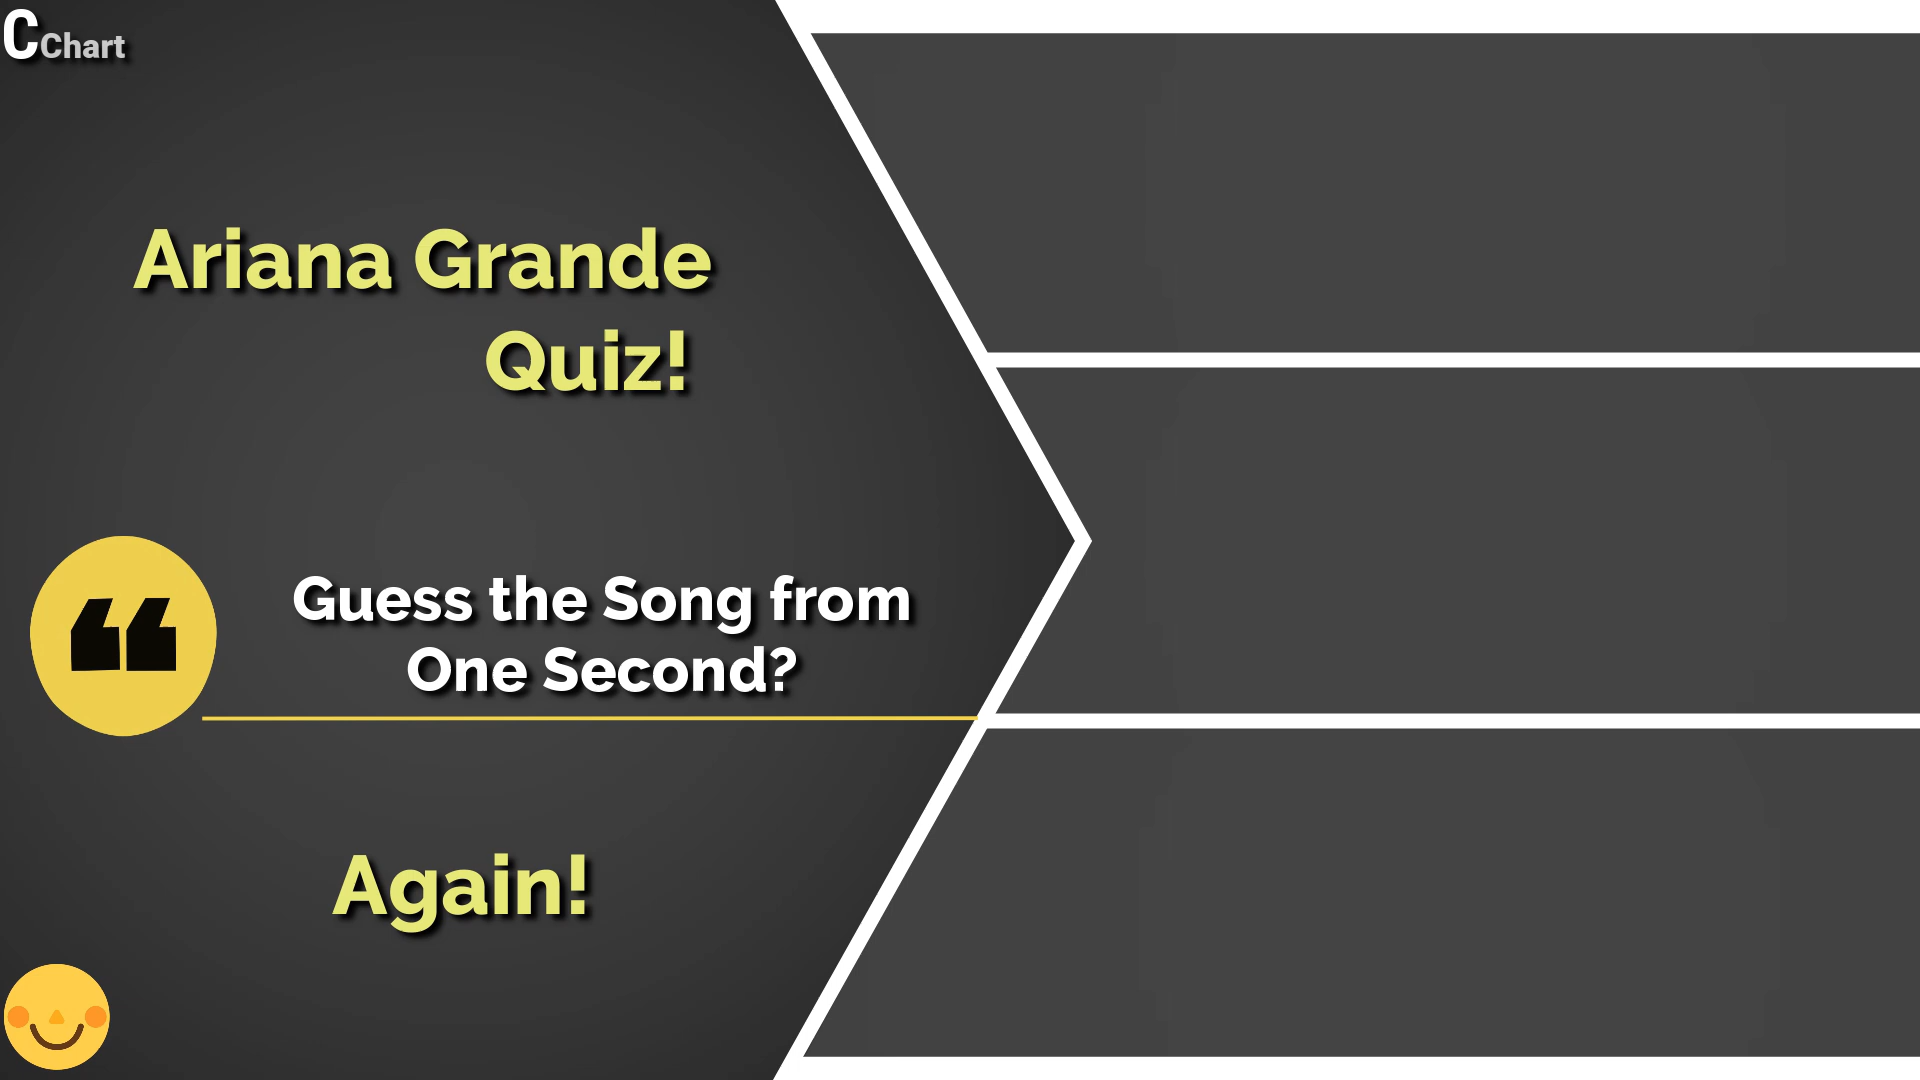 CChart
Ariana Grande
Quiz!
❝
Guess the Song from
One Second?
Again!